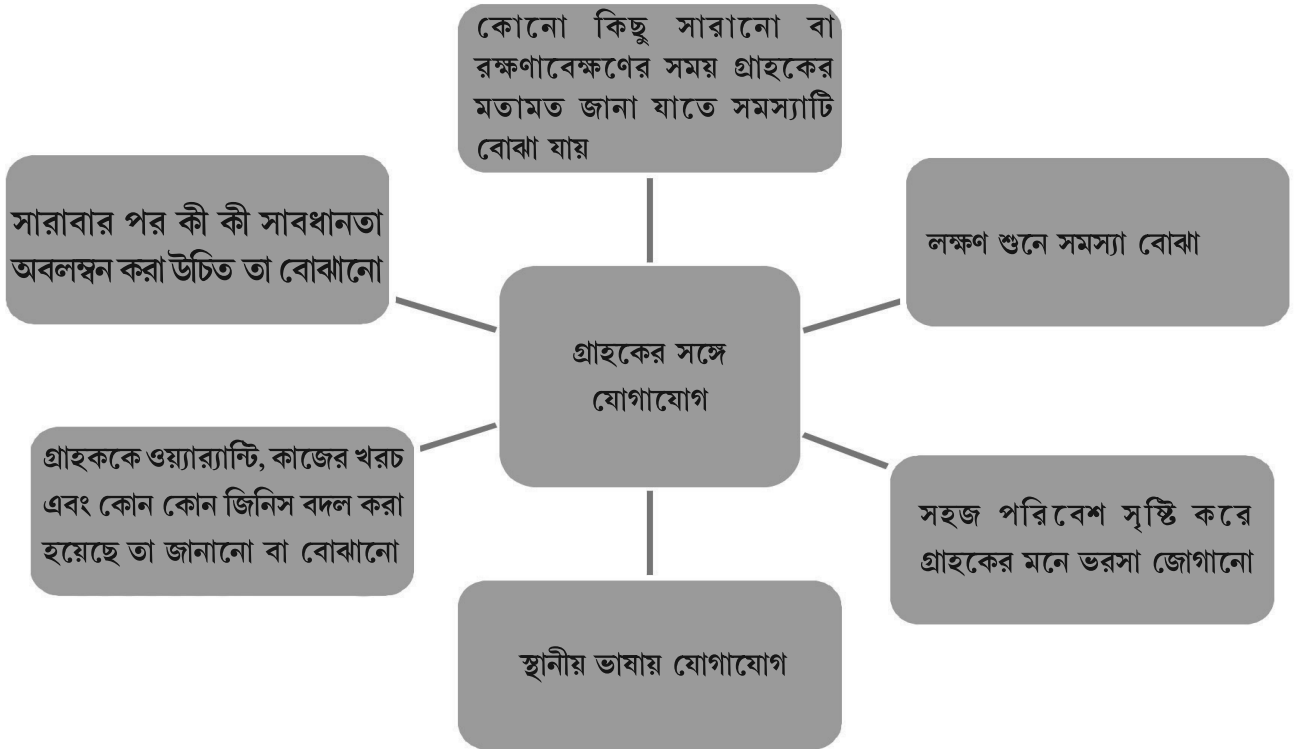 কোনো কিছু সারানো বা
রক্ষণাবেক্ষণের সময় গ্রাহকের
মতামত জানা যাতে সমস্যাটি
বোঝা যায়
লক্ষণ শুনে সমস্যা বোঝা
সহজ পরিবেশ সৃষ্টি করে
গ্রাহকের মনে ভরসা জোগানো
স্থানীয় ভাষায় যোগাযোগ
গ্রাহককে ওয়্যার‍্যান্টি, কাজের খরচ
এবং কোন কোন জিনিস বদল করা
হয়েছে তা জানানো বা বোঝানো
সারাবার পর কী কী সাবধানতা
অবলম্বন করা উচিত তা বোঝানো
গ্রাহকের সঙ্গে
যোগাযোগ